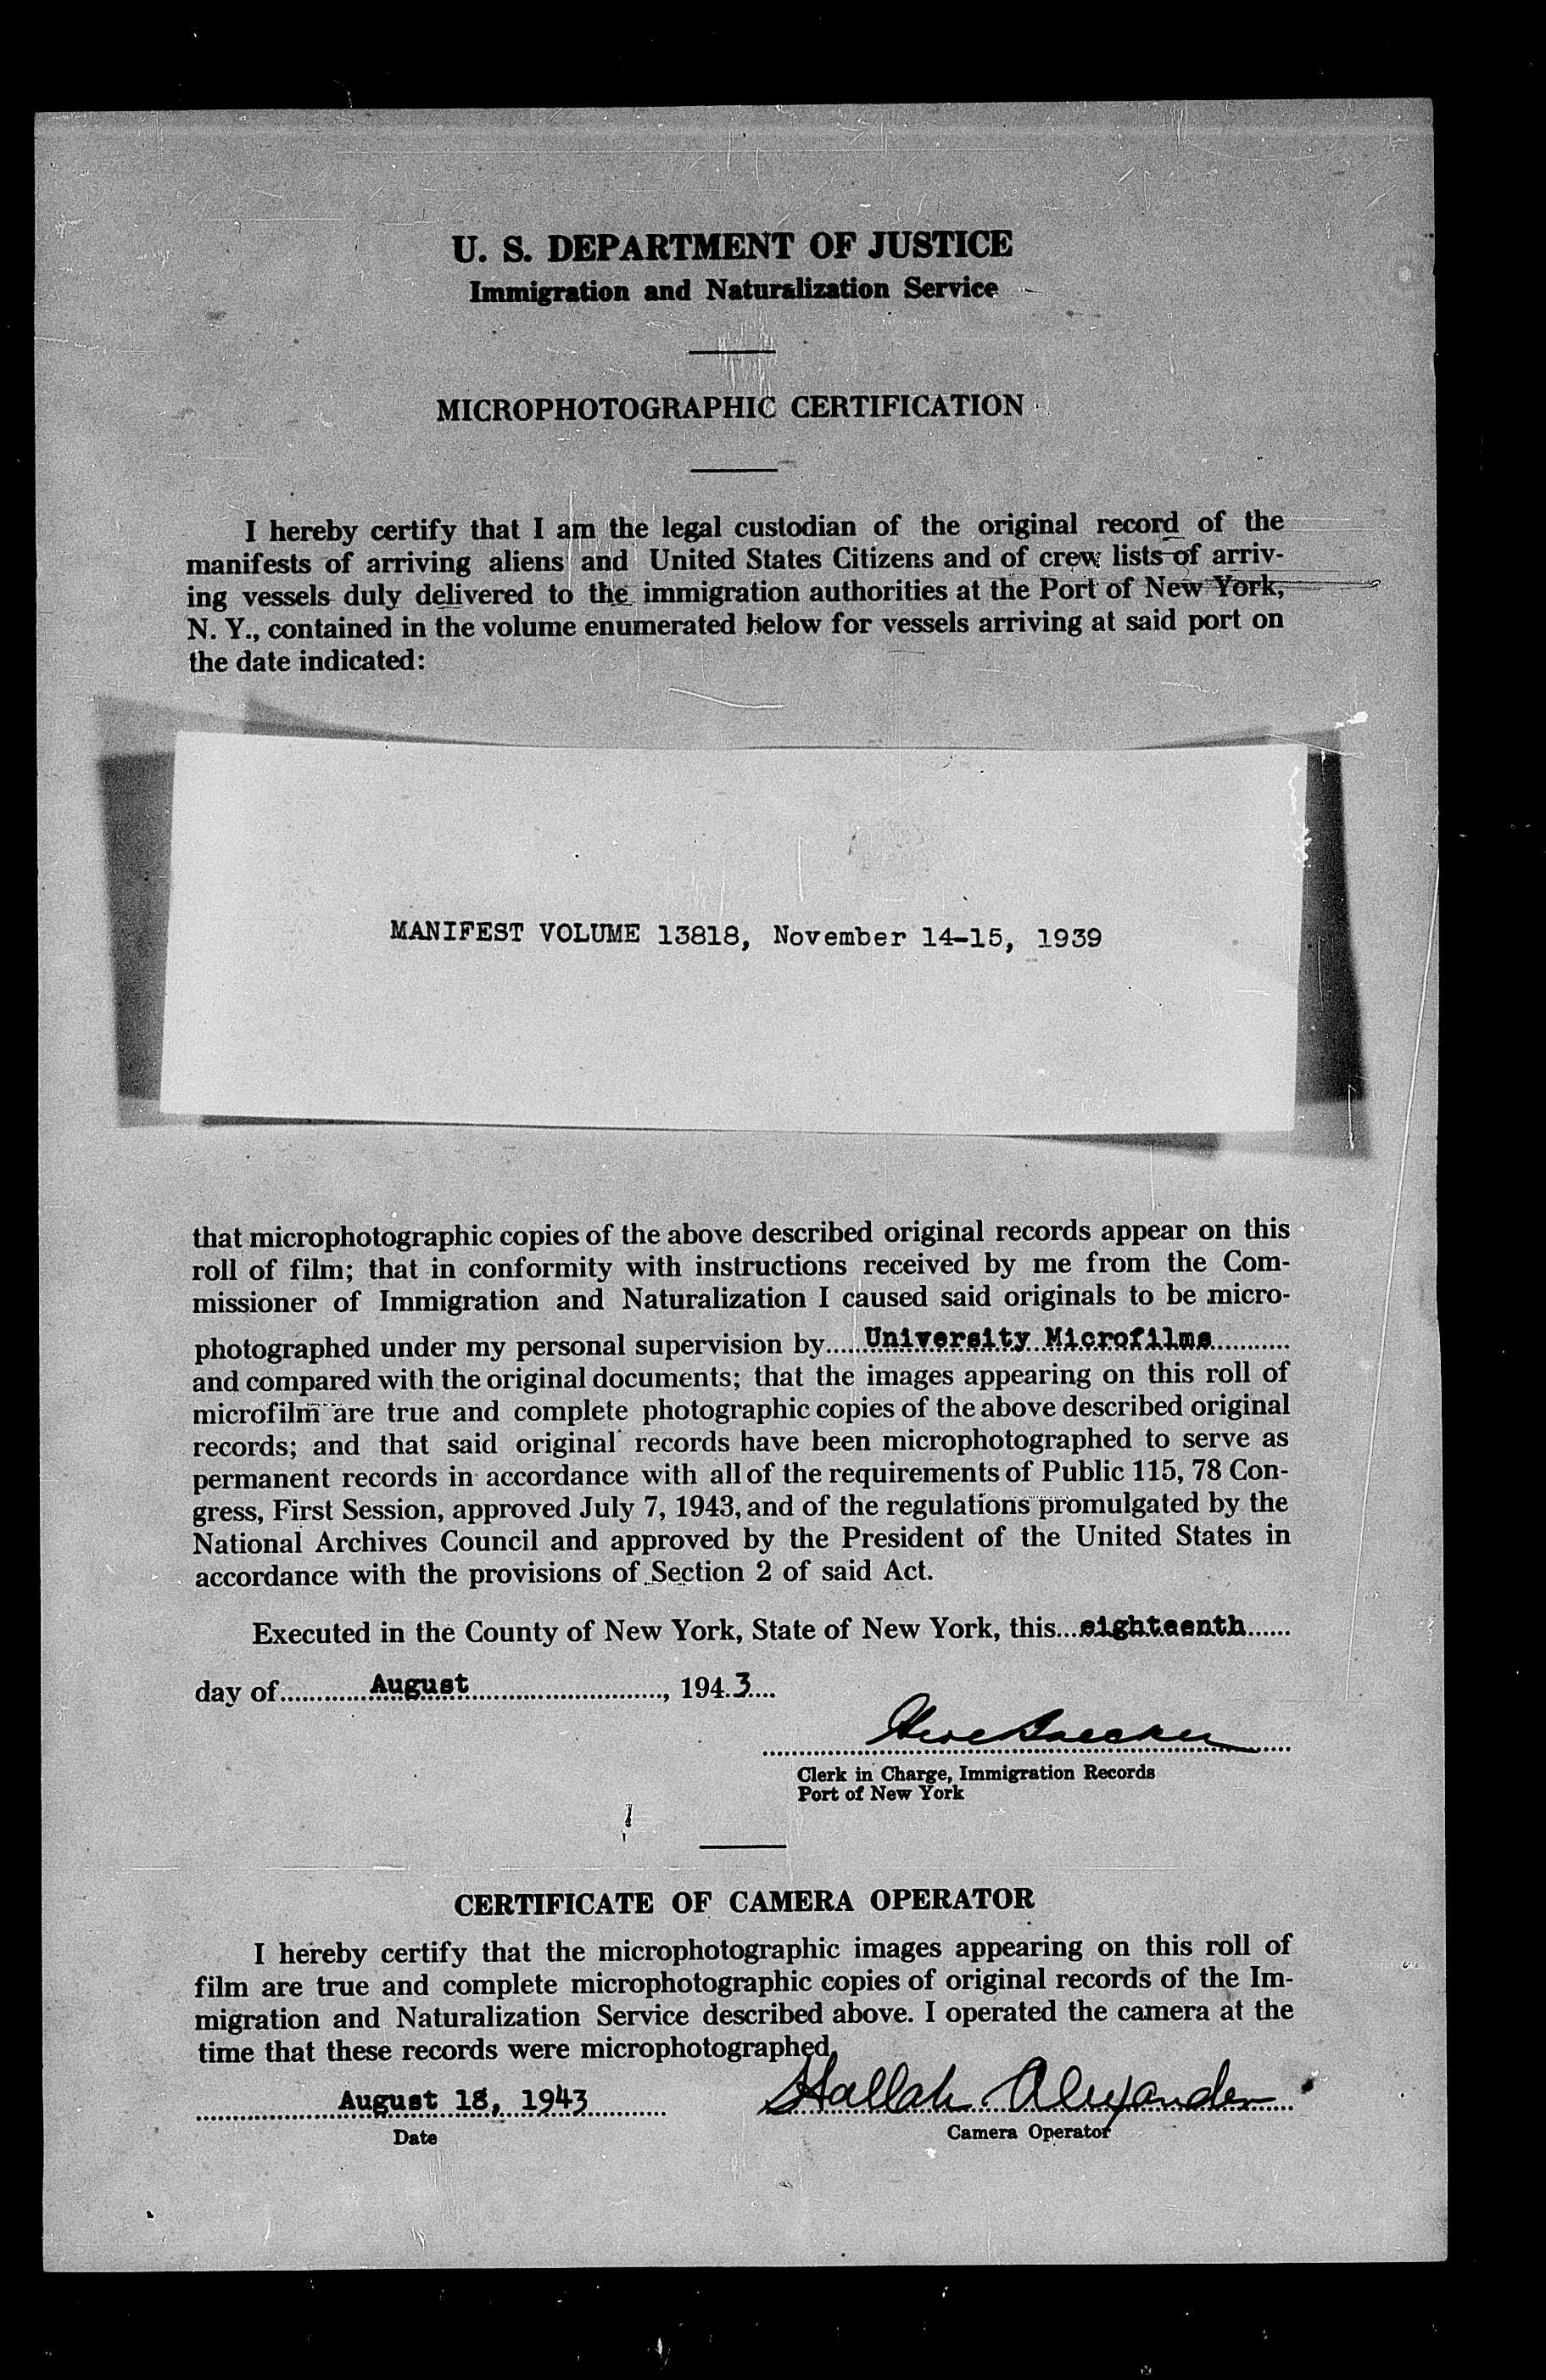 U. S. DEPARTMENT OF JUSTICE
Immigration and Naturalization Service
MICROPHOTOGRAPHIC CERTIFICATION
I hereby certify that I am the legal custodian of the original record of the
manifests of arriving aliens and United States Citizens and of crew lists of arriv-
ing vessels duly delivered to the immigration authorities at the Port of New York,
N. Y., contained in the volume enumerated below for vessels arriving at said port on
the date indicated:
MANIFEST VOLUME 13818, November 14-15, 1939
that microphotographic copies of the above described original records appear on this
roll of film; that in conformity with instructions received by me from the Com-
missioner of Immigration and Naturalization I caused said originals to be micro-
photographed under my personal supervision by......University Microfilms............
and compared with the original documents; that the images appearing on this roll of
microfilm are true and complete photographic copies of the above described original
records; and that said original records have been microphotographed to serve as
permanent records in accordance with all of the requirements of Public 115, 78 Con-
gress, First Session, approved July 7, 1943, and of the regulations promulgated by the
National Archives Council and approved by the President of the United States in
accordance with the provisions of Section 2 of said Act.
Executed in the County of New York, State of New York, this...eighteenth......
day of............August..........................., 194.3....
Clerk in Charge, Immigration Records
Port of New York
CERTIFICATE OF CAMERA OPERATOR
I hereby certify that the microphotographic images appearing on this roll of
film are true and complete microphotographic copies of original records of the Im-
migration and Naturalization Service described above. I operated the camera at the
time that these records were microphotographed.
August 18, 1943 Hallah Alexander
Date Camera Operator